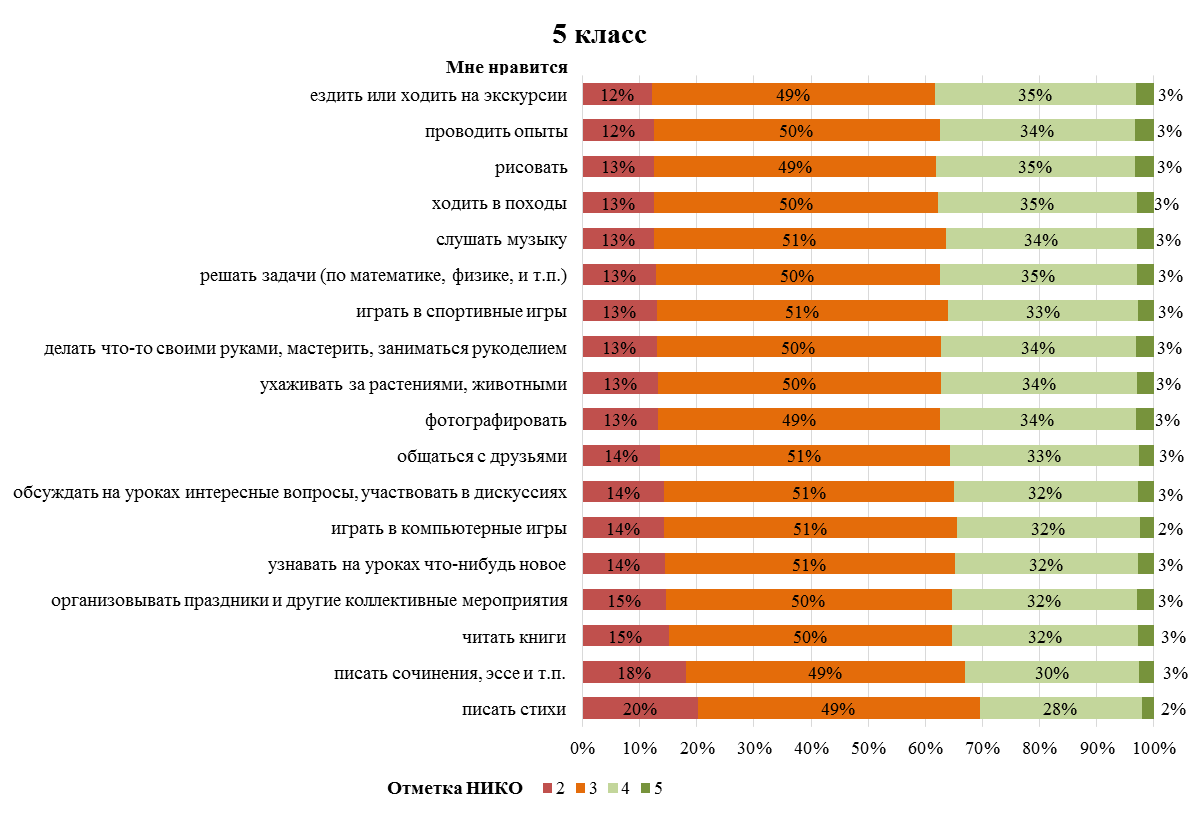 5 класс
Мне нравится
ездить или ходить на экскурсии 12% 49% 35% 3%
проводить опыты 12% 50% 34% 3%
рисовать 13% 49% 35% 3%
ходить в походы 13% 50% 35% 3%
слушать музыку 13% 51% 34% 3%
решать задачи (по математике, физике, и т.п.) 13% 50% 35% 3%
играть в спортивные игры 13% 51% 33% 3%
делать что-то своими руками, мастерить, заниматься рукоделием 13% 50% 34% 3%
ухаживать за растениями, животными 13% 50% 34% 3%
фотографировать 13% 49% 34% 3%
общаться с друзьями 14% 51% 33% 3%
обсуждать на уроках интересные вопросы, участвовать в дискуссиях 14% 51% 32% 3%
играть в компьютерные игры 14% 51% 32% 2%
узнавать на уроках что-нибудь новое 14% 51% 32% 3%
организовывать праздники и другие коллективные мероприятия 15% 50% 32% 3%
читать книги 15% 50% 32% 3%
писать сочинения, эссе и т.п. 18% 49% 30% 3%
писать стихи 20% 49% 28% 2%
0% 10% 20% 30% 40% 50% 60% 70% 80% 90% 100%
Отметка НИКО 2 3 4 5